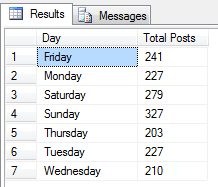 Results Messages
Day Total Posts
1 Friday 241
2 Monday 227
3 Saturday 279
4 Sunday 327
5 Thursday 203
6 Tuesday 227
7 Wednesday 210